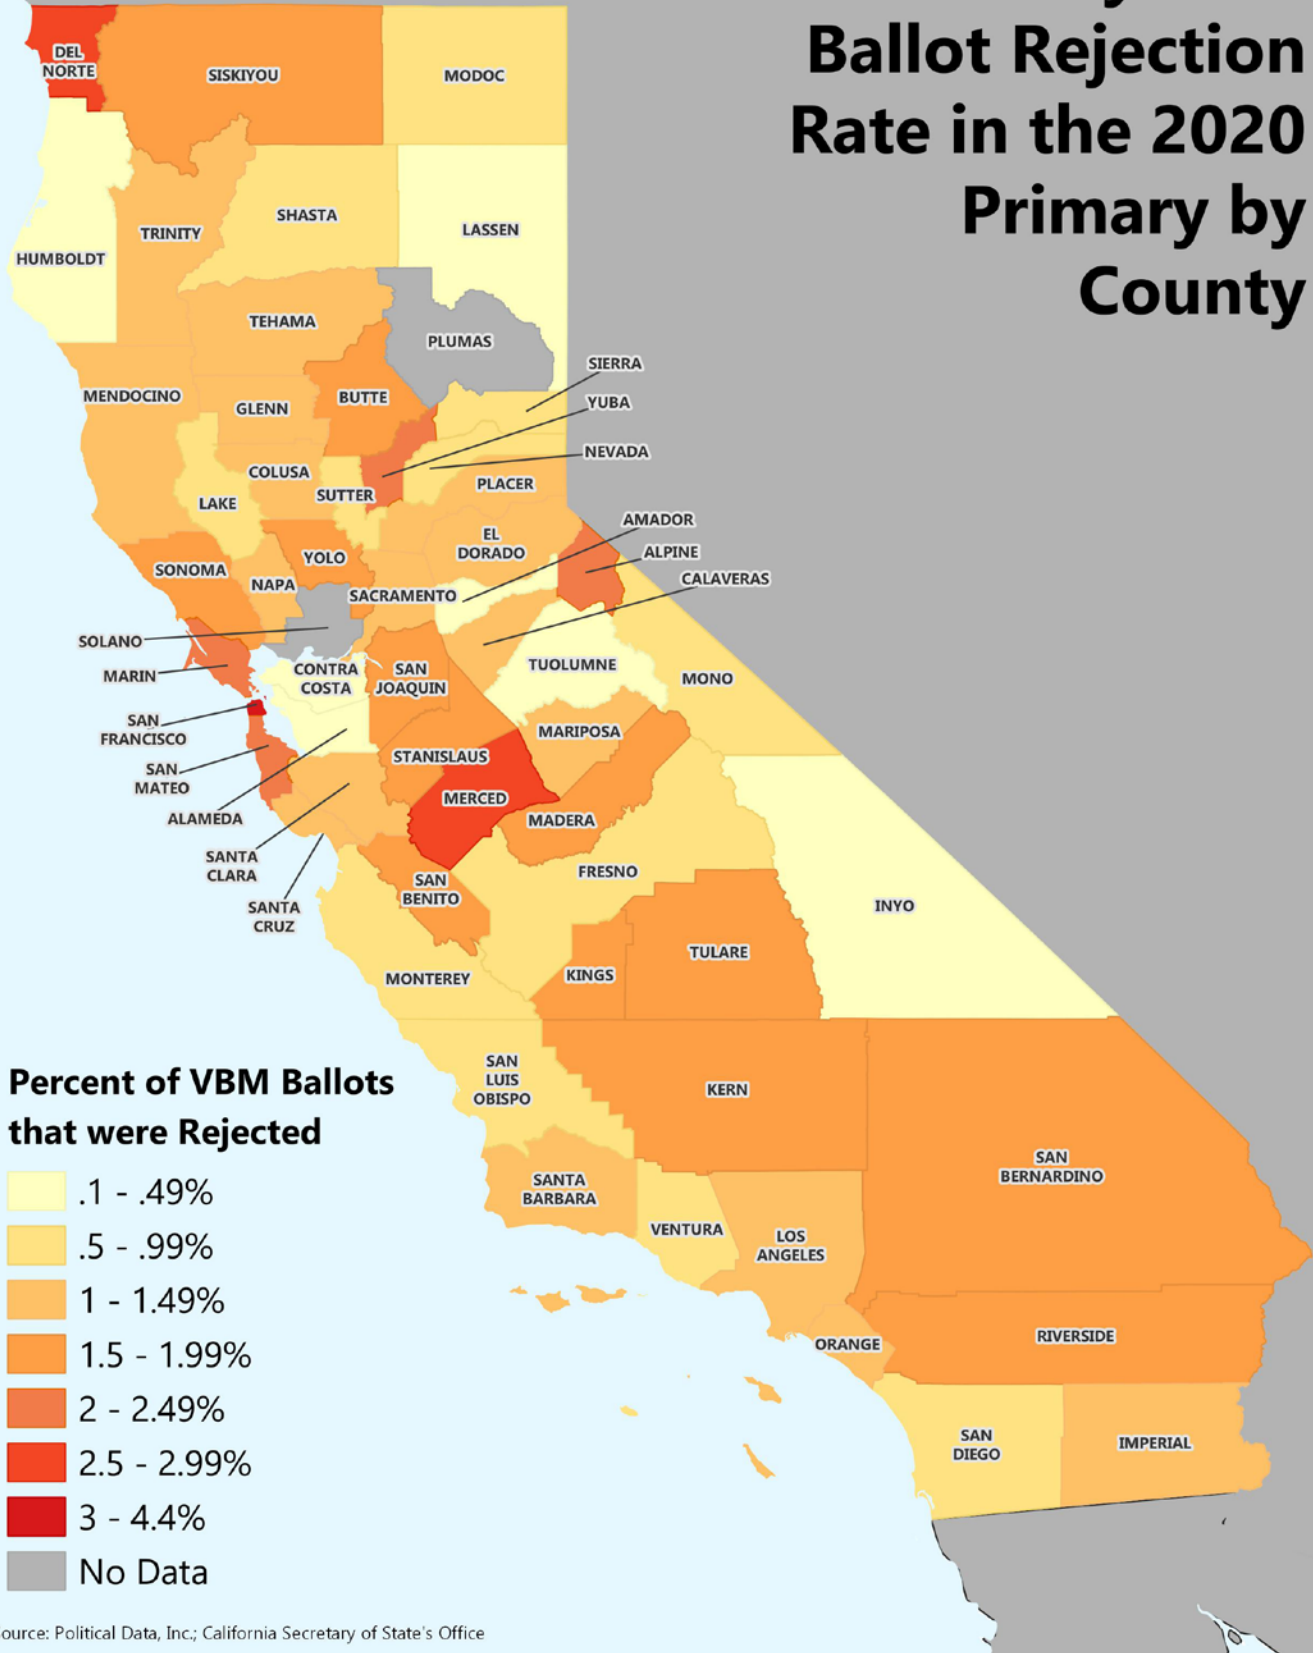 Ballot Rejection
Rate in the 2020
Primary by
County
DEL
NORTE
SISKIYOU
MODOC
HUMBOLDT
TRINITY
SHASTA
LASSEN
TEHAMA
PLUMAS
MENDOCINO
GLENN
BUTTE
SIERRA
YUBA
NEVADA
COLUSA
SUTTER
LAKE
PLACER
EL
DORADO
AMADOR
ALPINE
CALAVERAS
SONOMA
NAPA
YOLO
SACRAMENTO
SOLANO
MARIN
CONTRA
COSTA
SAN
JOAQUIN
TUOLUMNE
MONO
SAN
FRANCISCO
SAN
MATEO
ALAMEDA
SANTA
CLARA
SANTA
CRUZ
STANISLAUS
MARIPOSA
MERCED
MADERA
SAN
BENITO
FRESNO
INYO
MONTEREY
KINGS
TULARE
SAN
LUIS
OBISPO
KERN
SAN
BERNARDINO
SANTA
BARBARA
VENTURA
LOS
ANGELES
ORANGE
RIVERSIDE
SAN
DIEGO
IMPERIAL
Percent of VBM Ballots
that were Rejected
.1 - .49%
.5 - .99%
1 - 1.49%
1.5 - 1.99%
2 - 2.49%
2.5 - 2.99%
3 - 4.4%
No Data
ource: Political Data, Inc.; California Secretary of State's Office